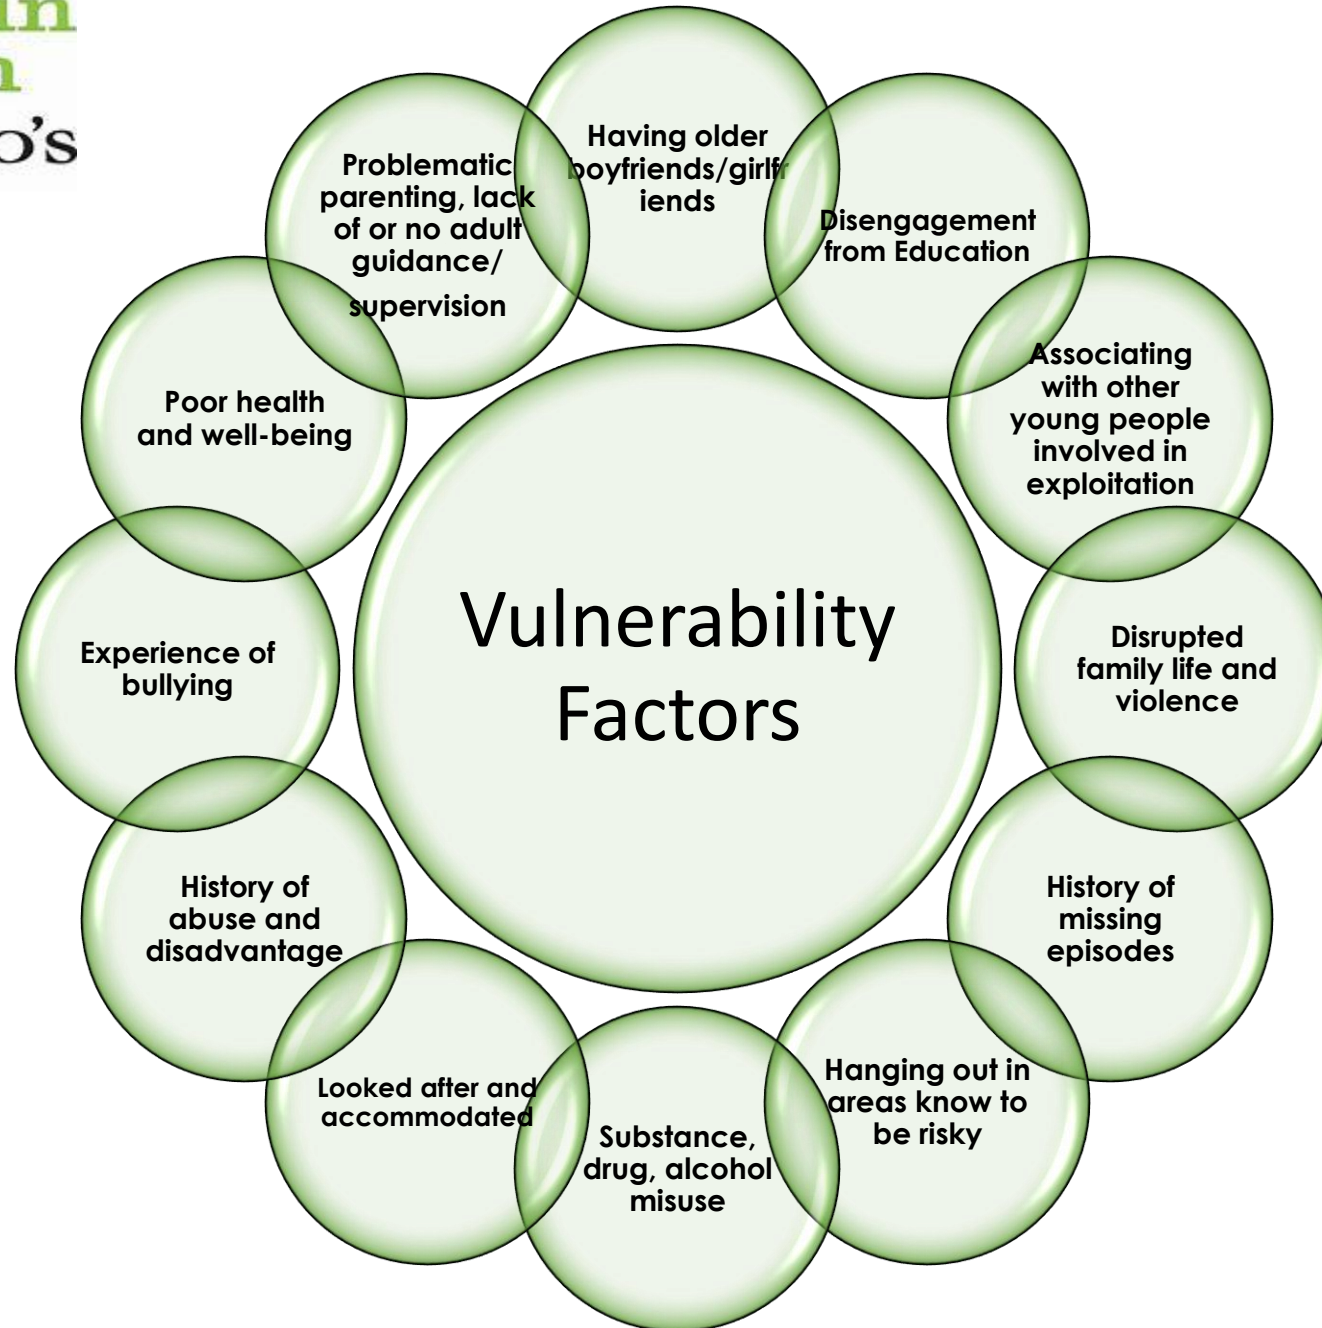 o's
Having older
boyfriends/girlfr
iends
Disengagement
from Education
Associating
with other
young people
involved in
exploitation
Disrupted
family life and
violence
History of
missing
episodes
Hanging out in
areas know to
be risky
Substance,
drug, alcohol
misuse
Looked after and
accommodated
History of
abuse and
disadvantage
Experience of
bullying
Poor health
and well-being
Problematic
parenting, lack
of or no adult
guidance/
supervision
Vulnerability
Factors